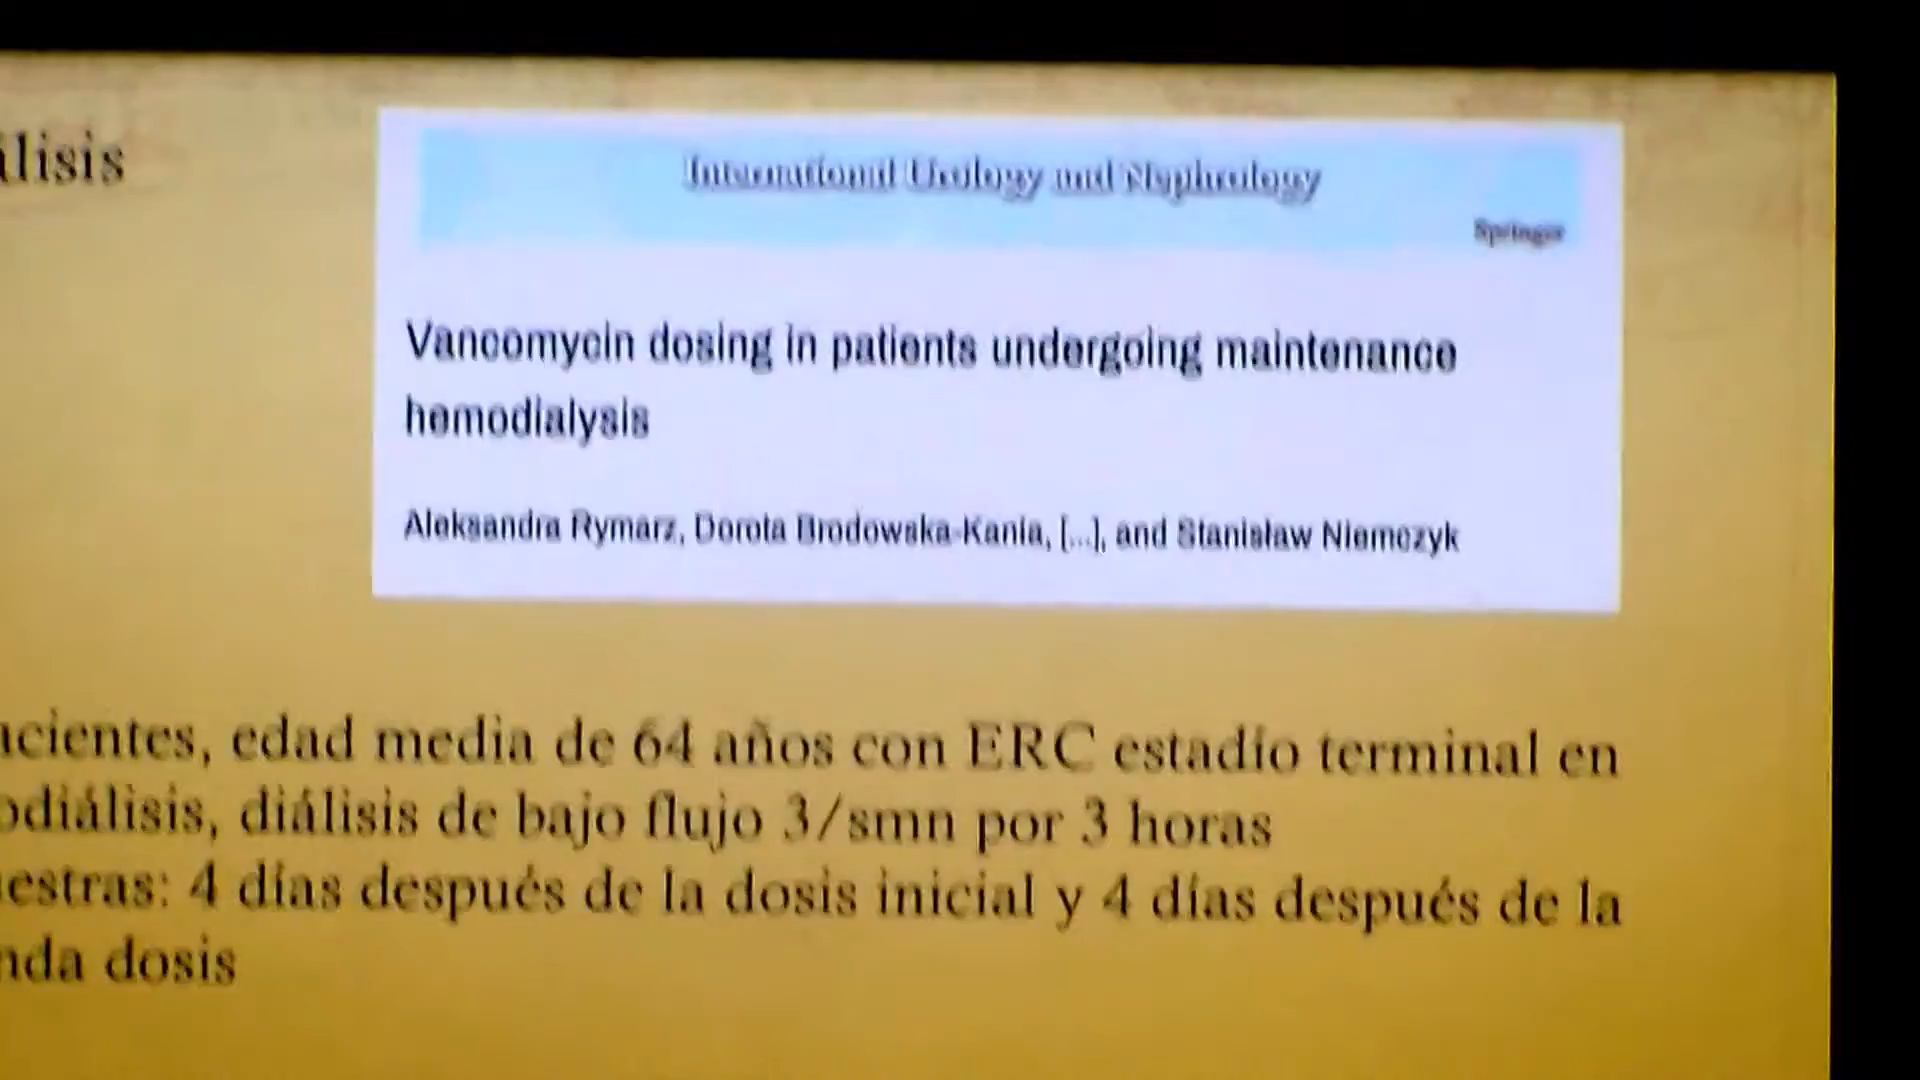 álisis
International Urology and Nephrology
Springer
Vancomycin dosing in patients undergoing maintenance
hemodialysis
Aleksandra Rymarz, Dorota Brodowska-Kania, [...], and Stanisław Niemczyk
acientes, edad media de 64 años con ERC estadío terminal en
odiálisis, diálisis de bajo flujo 3/smn por 3 horas
estras: 4 días después de la dosis inicial y 4 días después de la
nda dosis